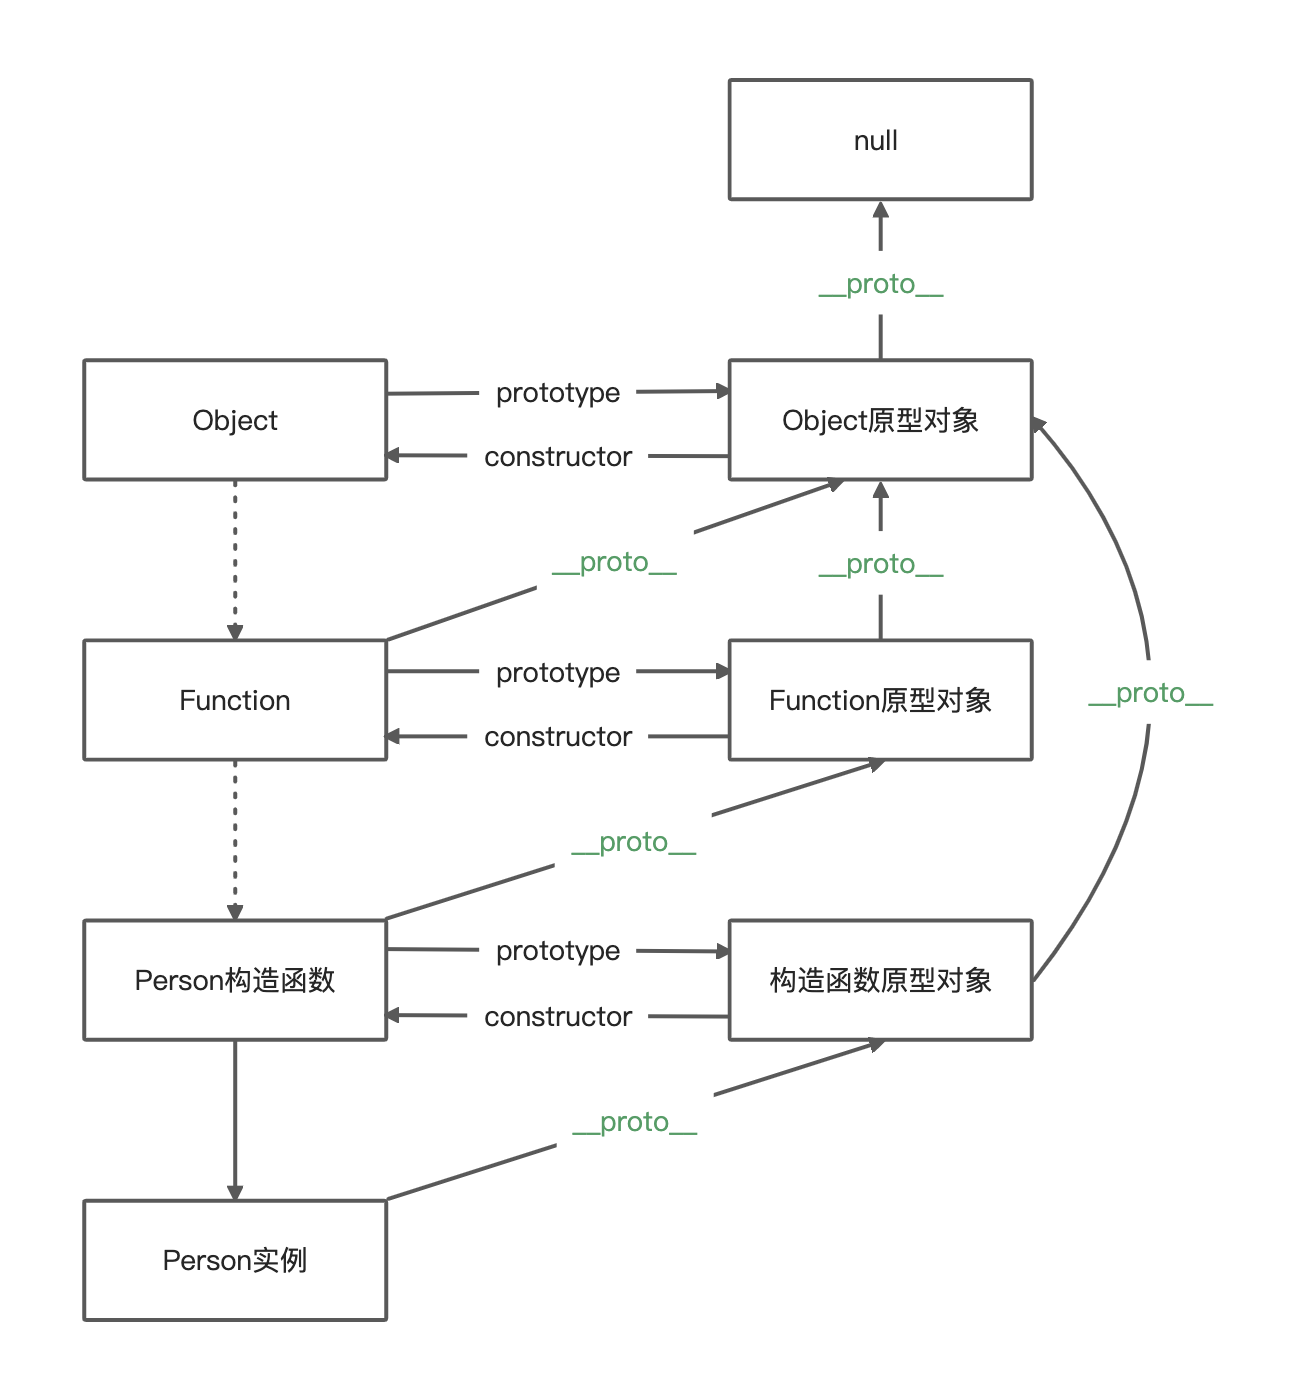 null
__proto__
Object
prototype
Object原型对象
constructor
__proto__
__proto__
Function
prototype
Function原型对象
constructor
__proto__
__proto__
Person构造函数
prototype
构造函数原型对象
constructor
__proto__
Person实例